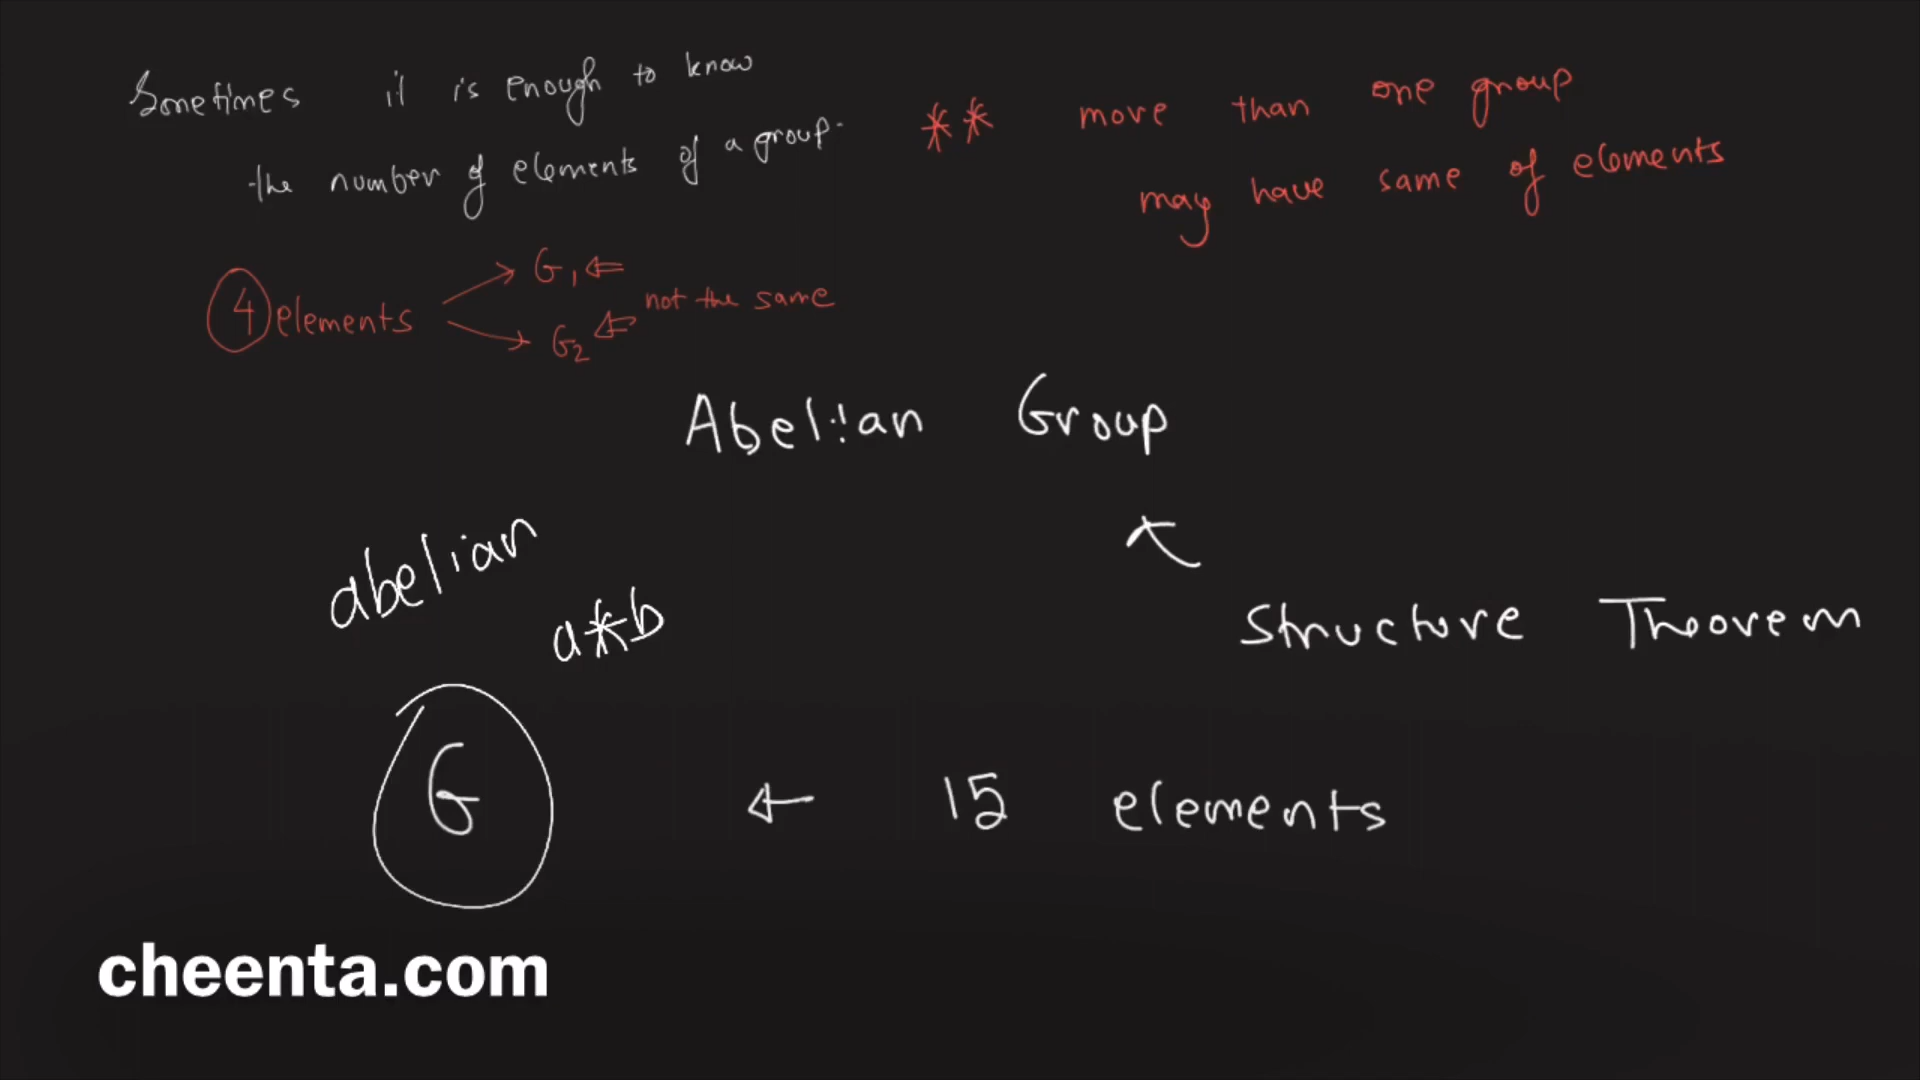 Sometimes it is enough to know
the number of elements of a group.
** more than one group
may have same of elements
4 elements
G1
G2
not the same
Abelian Group
abelian
a*b
Structure Theorem
G ← 15 elements
cheenta.com